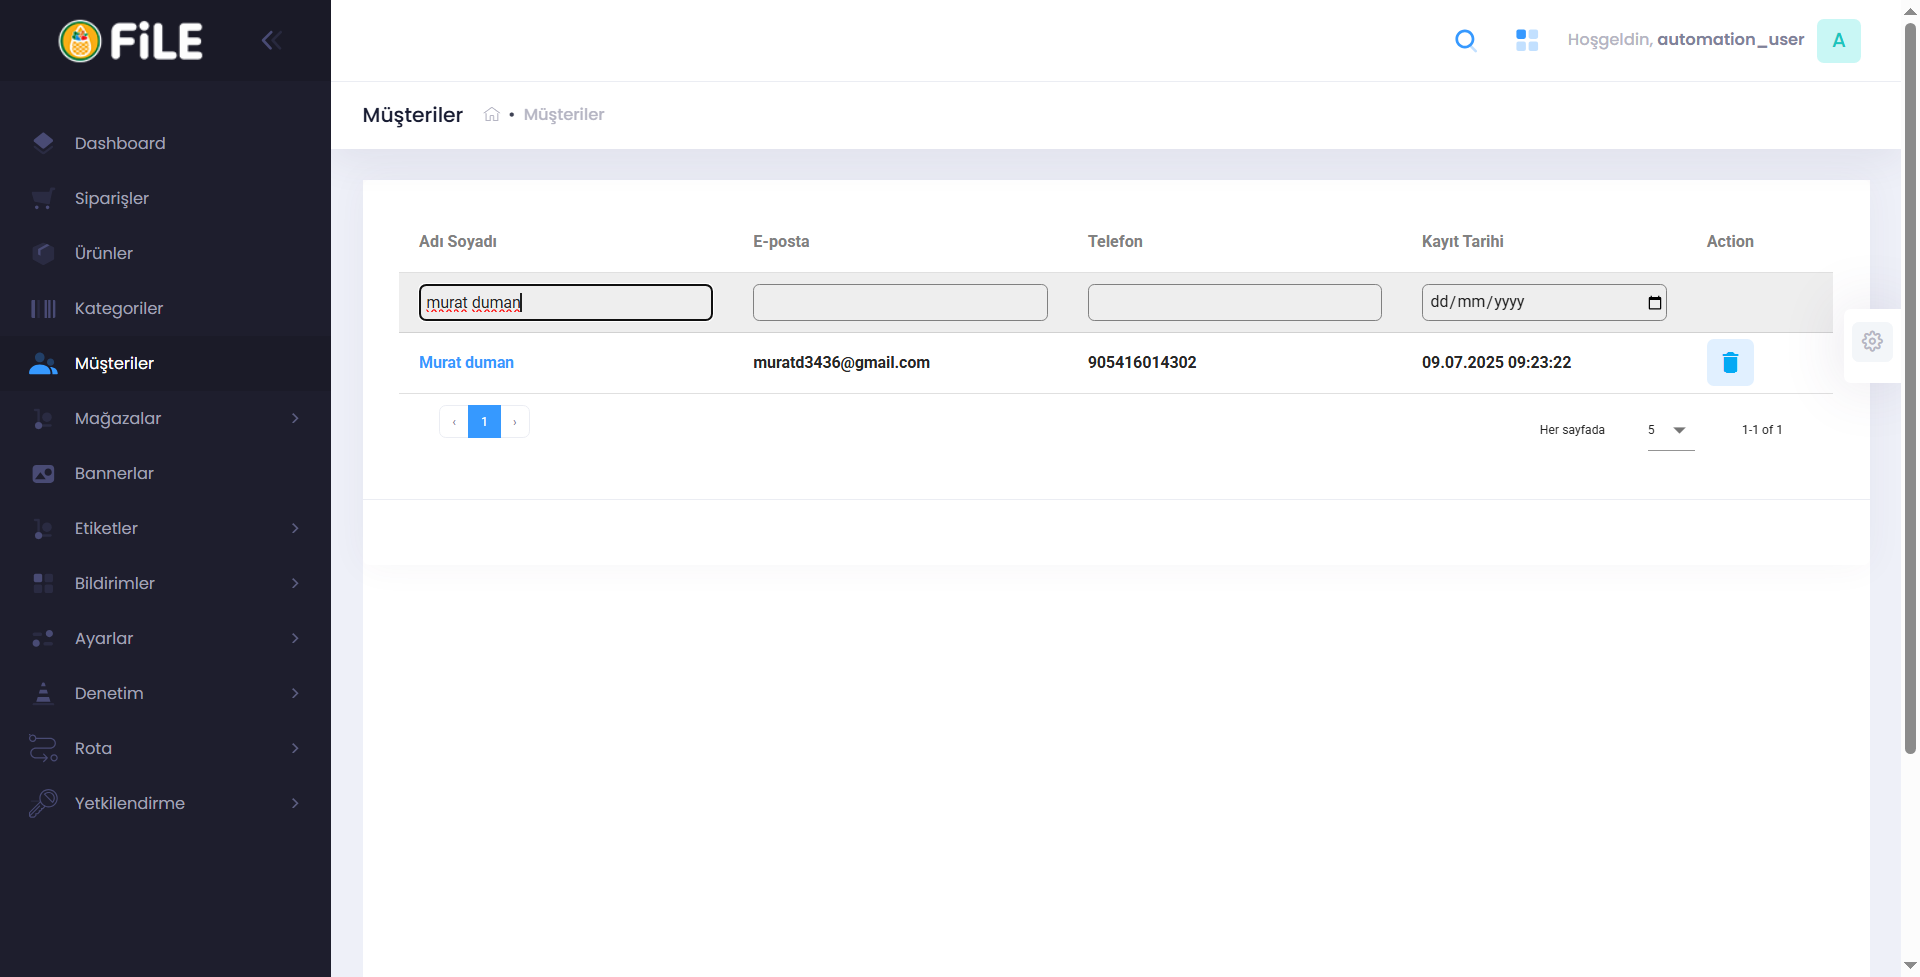 FiLE
Hoşgeldin, automation_user
A
Müşteriler • Müşteriler
Dashboard
Siparişler
Ürünler
Kategoriler
Müşteriler
Mağazalar
Bannerlar
Etiketler
Bildirimler
Ayarlar
Denetim
Rota
Yetkilendirme
Adı Soyadı E-posta Telefon Kayıt Tarihi Action
murat duman dd/mm/yyyy
Murat duman muratd3436@gmail.com 905416014302 09.07.2025 09:23:22
‹ 1 › Her sayfada 5 1-1 of 1